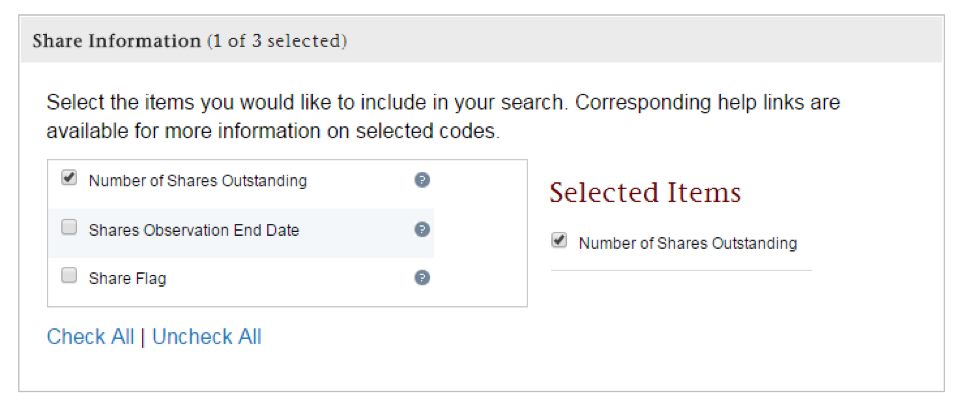 Share Information (1 of 3 selected)
Select the items you would like to include in your search. Corresponding help links are
available for more information on selected codes.
Number of Shares Outstanding ?
Shares Observation End Date ?
Share Flag ?
Selected Items
Number of Shares Outstanding
Check All | Uncheck All